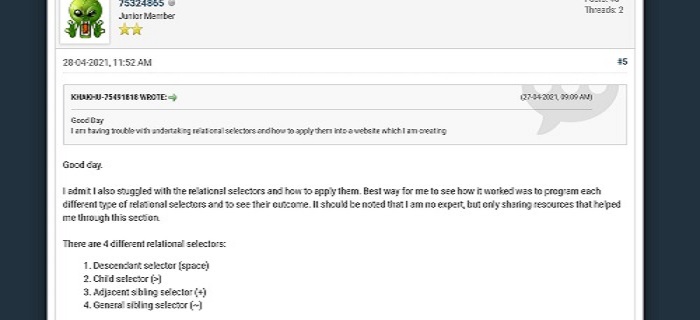 75324865
Junior Member
Threads: 2
28-04-2021, 11:52 AM
#5
KHAKHU-75491818 WROTE:
(27-04-2021, 09:09 AM)
Good Day
I am having trouble with undertaking relational selectors and how to apply them into a website which I am creating
Good day.
I admit I also stuggled with the relational selectors and how to apply them. Best way for me to see how it worked was to program each
different type of relational selectors and to see their outcome. It should be noted that I am no expert, but only sharing resources that helped
me through this section.
There are 4 different relational selectors:
1. Descendant selector (space)
2. Child selector (>)
3. Adjacent sibling selector (+)
4. General sibling selector (~)